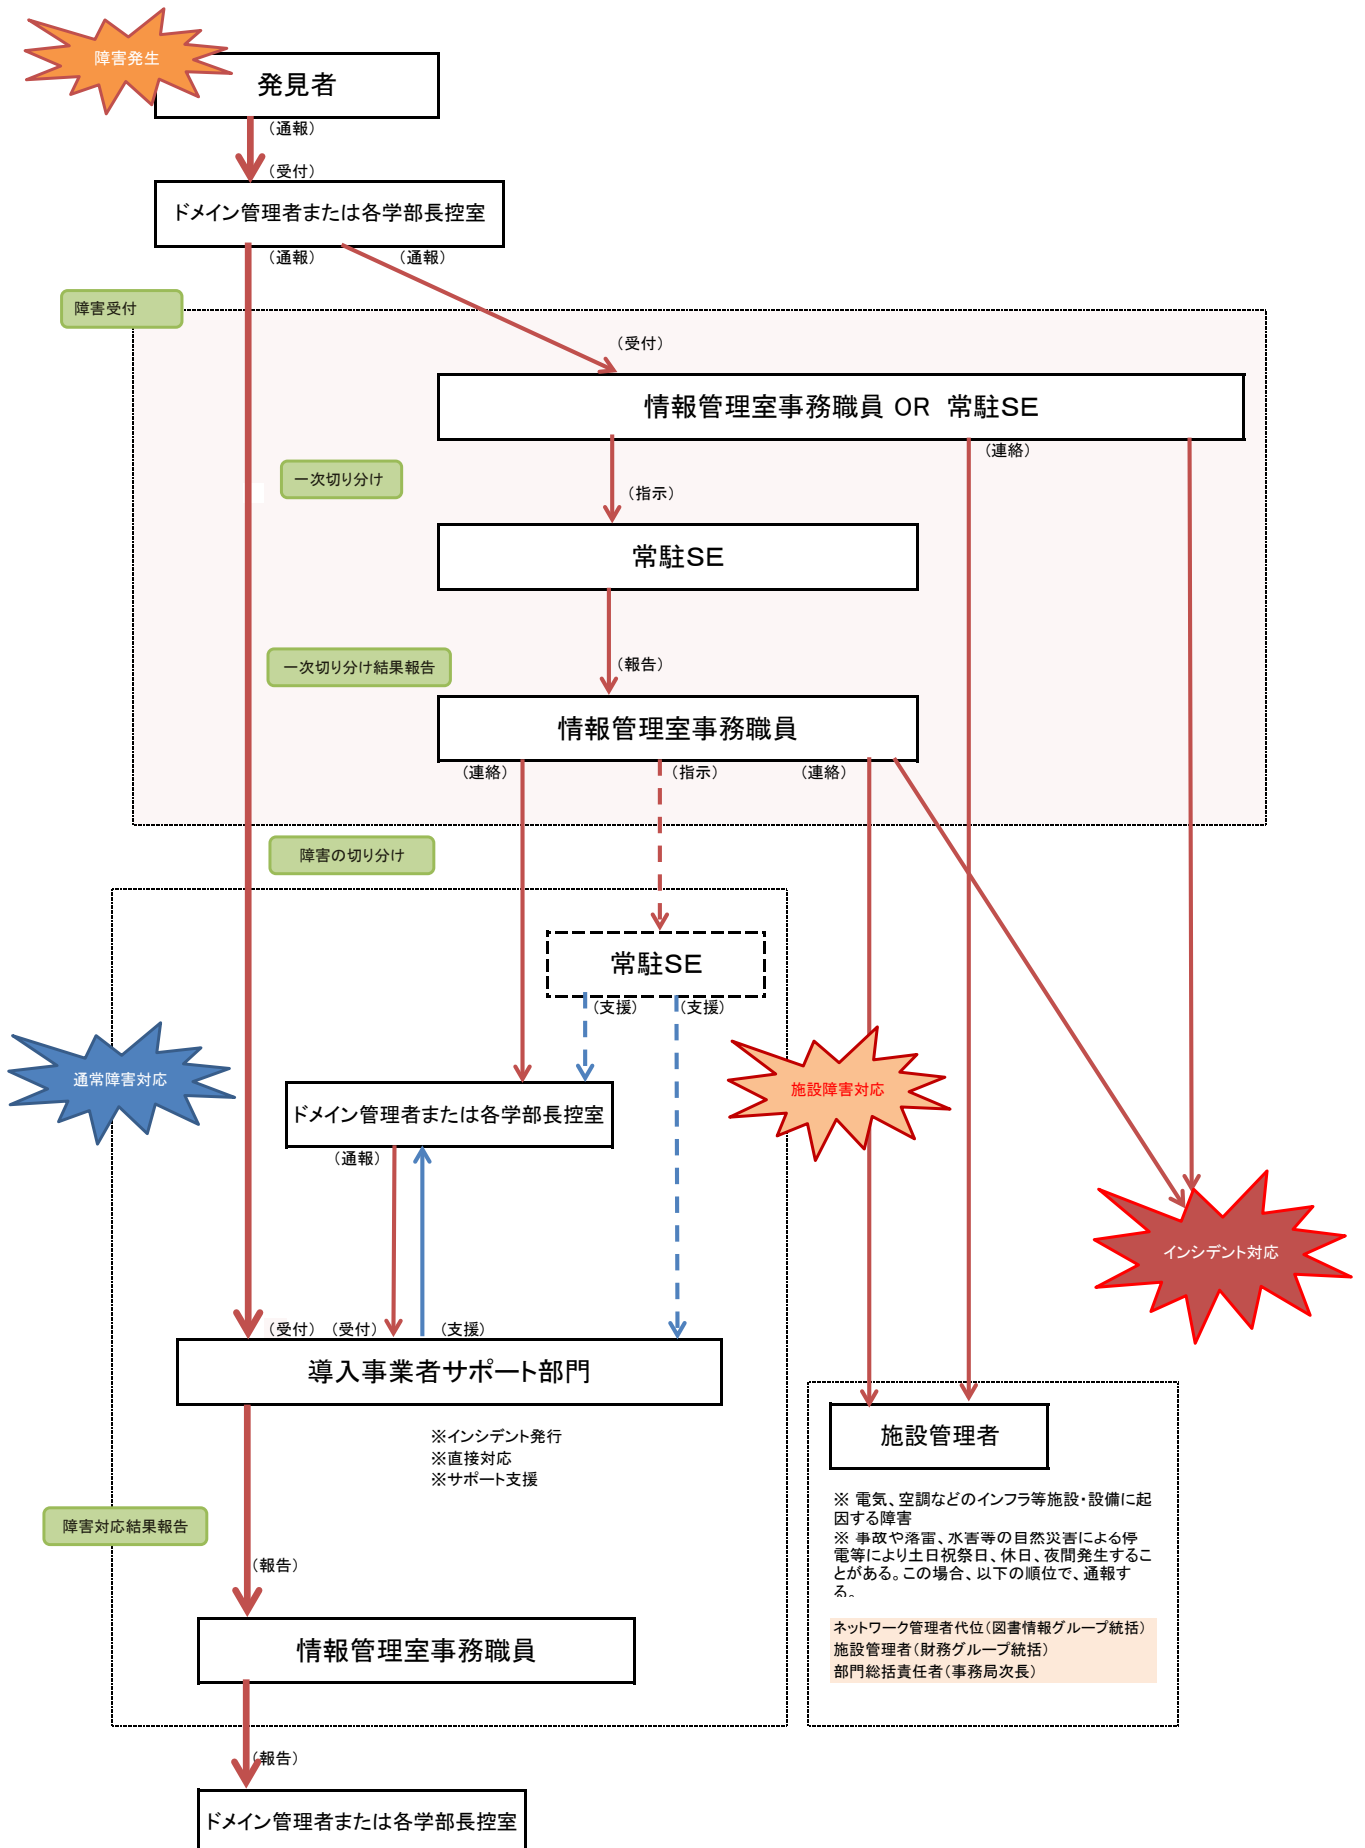 障害発生
発見者
（通報）
（受付）
ドメイン管理者または各学部長控室
（通報）
（通報）
障害受付
（受付）
情報管理室事務職員 OR 常駐SE
（連絡）
一次切り分け
（指示）
常駐SE
一次切り分け結果報告
（報告）
情報管理室事務職員
（連絡）
（指示）
（連絡）
障害の切り分け
常駐SE
（支援）
（支援）
通常障害対応
施設障害対応
ドメイン管理者または各学部長控室
（通報）
インシデント対応
（受付）
（受付）
（支援）
導入事業者サポート部門
※インシデント発行
※直接対応
※サポート支援
施設管理者
※ 電気、空調などのインフラ等施設・設備に起
因する障害
※ 事故や落雷、水害等の自然災害による停
電等により土日祝祭日、休日、夜間発生するこ
とがある。この場合、以下の順位で、通報す
る。
ネットワーク管理者代位（図書情報グループ統括）
施設管理者（財務グループ統括）
部門総括責任者（事務局次長）
障害対応結果報告
（報告）
情報管理室事務職員
（報告）
ドメイン管理者または各学部長控室